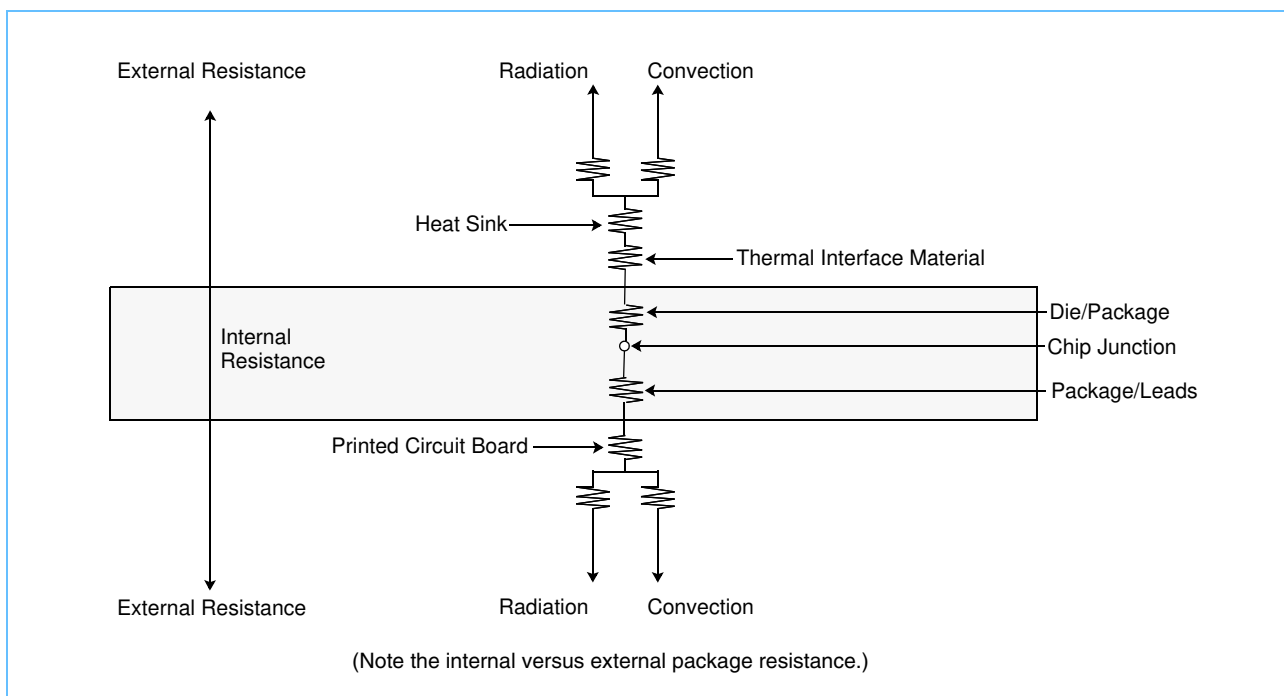 External Resistance
Radiation
Convection
Heat Sink
Thermal Interface Material
Die/Package
Internal
Resistance
Chip Junction
Package/Leads
Printed Circuit Board
External Resistance
Radiation
Convection
(Note the internal versus external package resistance.)